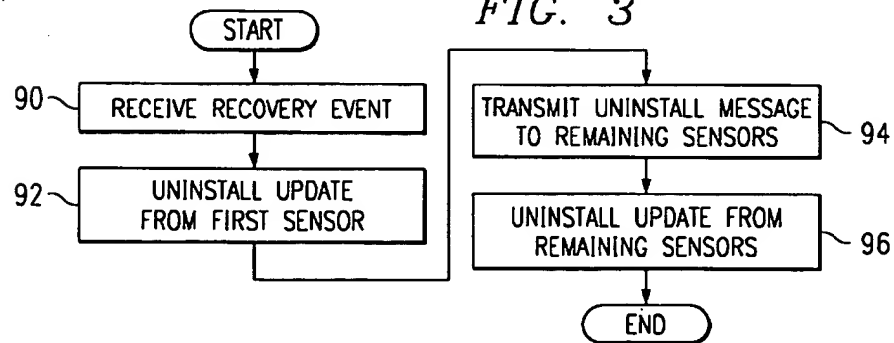 FIG. 3
START
90
RECEIVE RECOVERY EVENT
92
UNINSTALL UPDATE
FROM FIRST SENSOR
TRANSMIT UNINSTALL MESSAGE
TO REMAINING SENSORS
94
UNINSTALL UPDATE FROM
REMAINING SENSORS
96
END